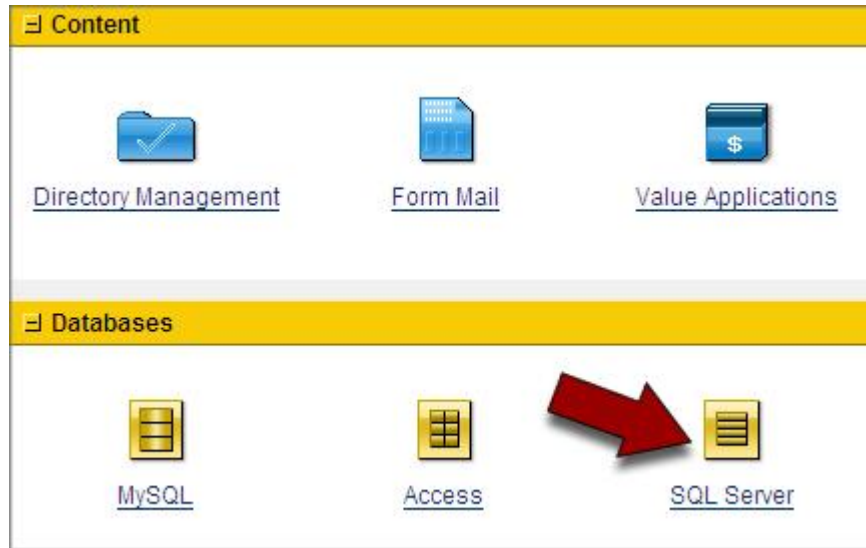 Content
Directory Management
Form Mail
Value Applications
$
Databases
MySQL
Access
SQL Server